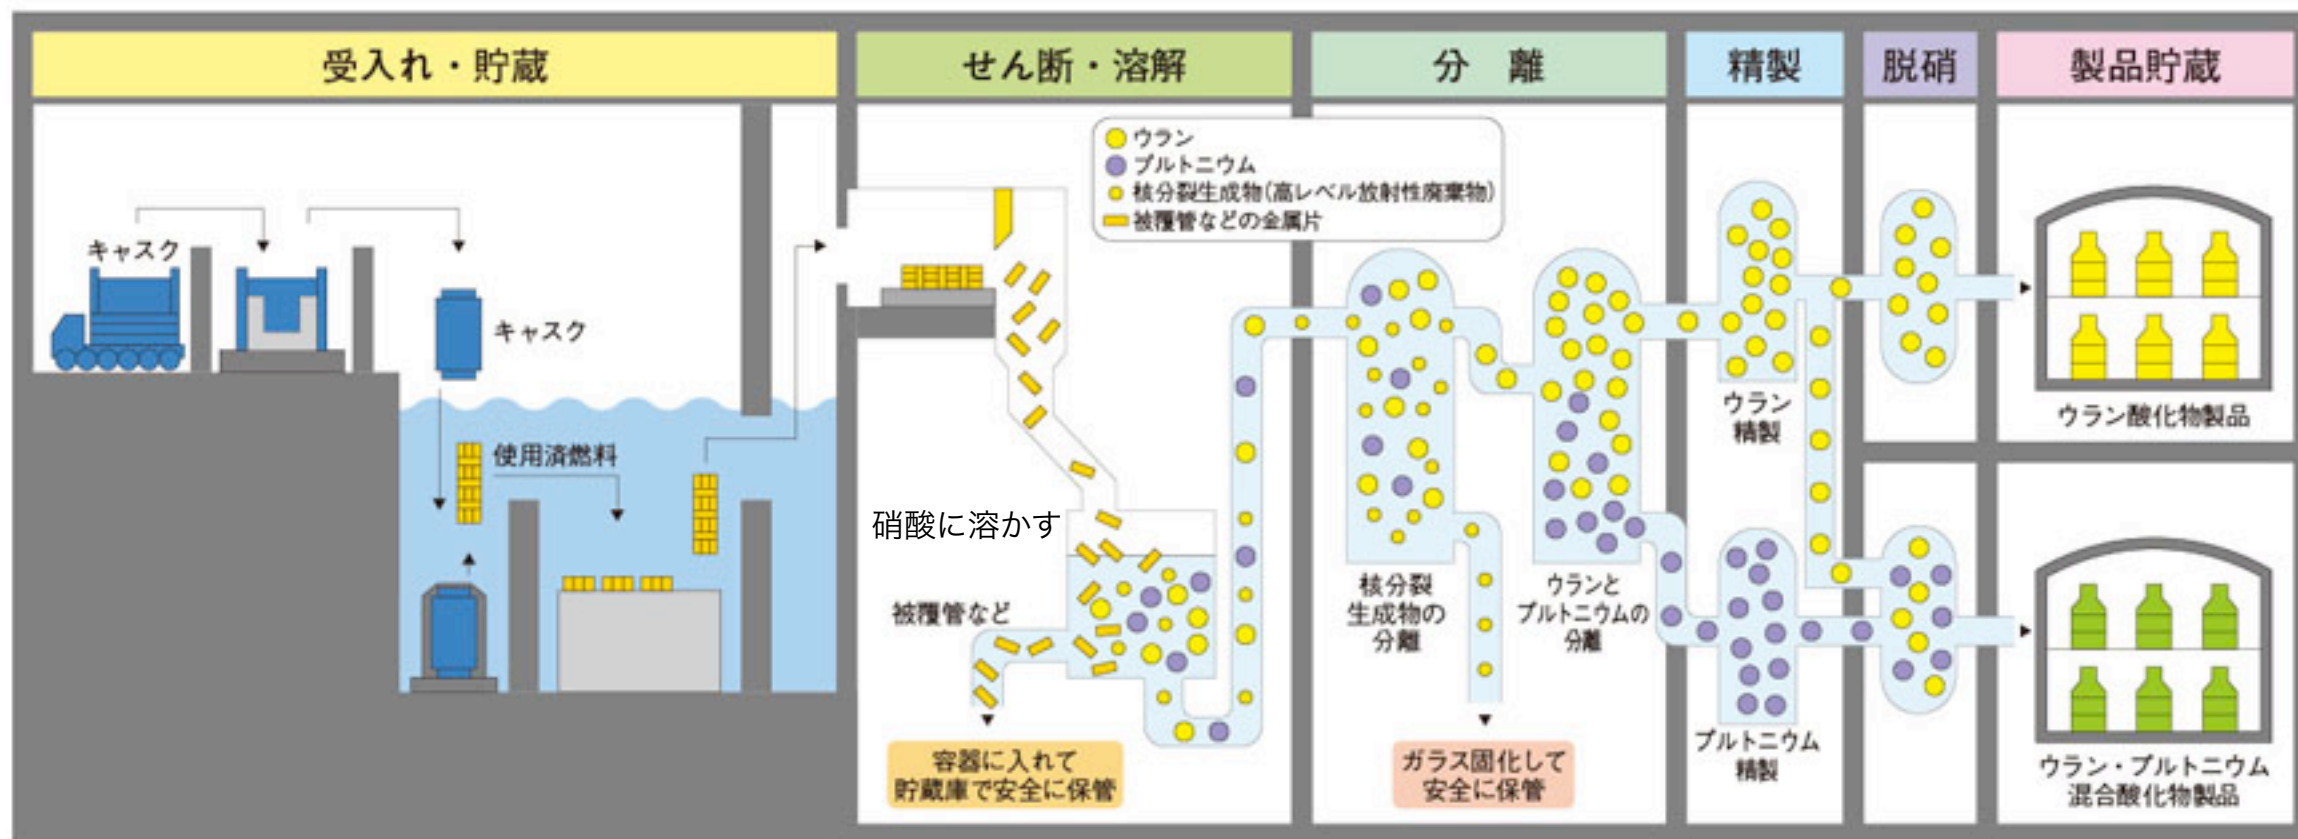 受入れ・貯蔵
せん断・溶解
分 離
精製
脱硝
製品貯蔵
キャスク
キャスク
使用済燃料
ウラン
プルトニウム
核分裂生成物(高レベル放射性廃棄物)
被覆管などの金属片
硝酸に溶かす
被覆管など
容器に入れて
貯蔵庫で安全に保管
核分裂
生成物の
分離
ガラス固化して
安全に保管
ウランと
プルトニウムの
分離
ウラン
精製
プルトニウム
精製
ウラン酸化物製品
ウラン・プルトニウム
混合酸化物製品